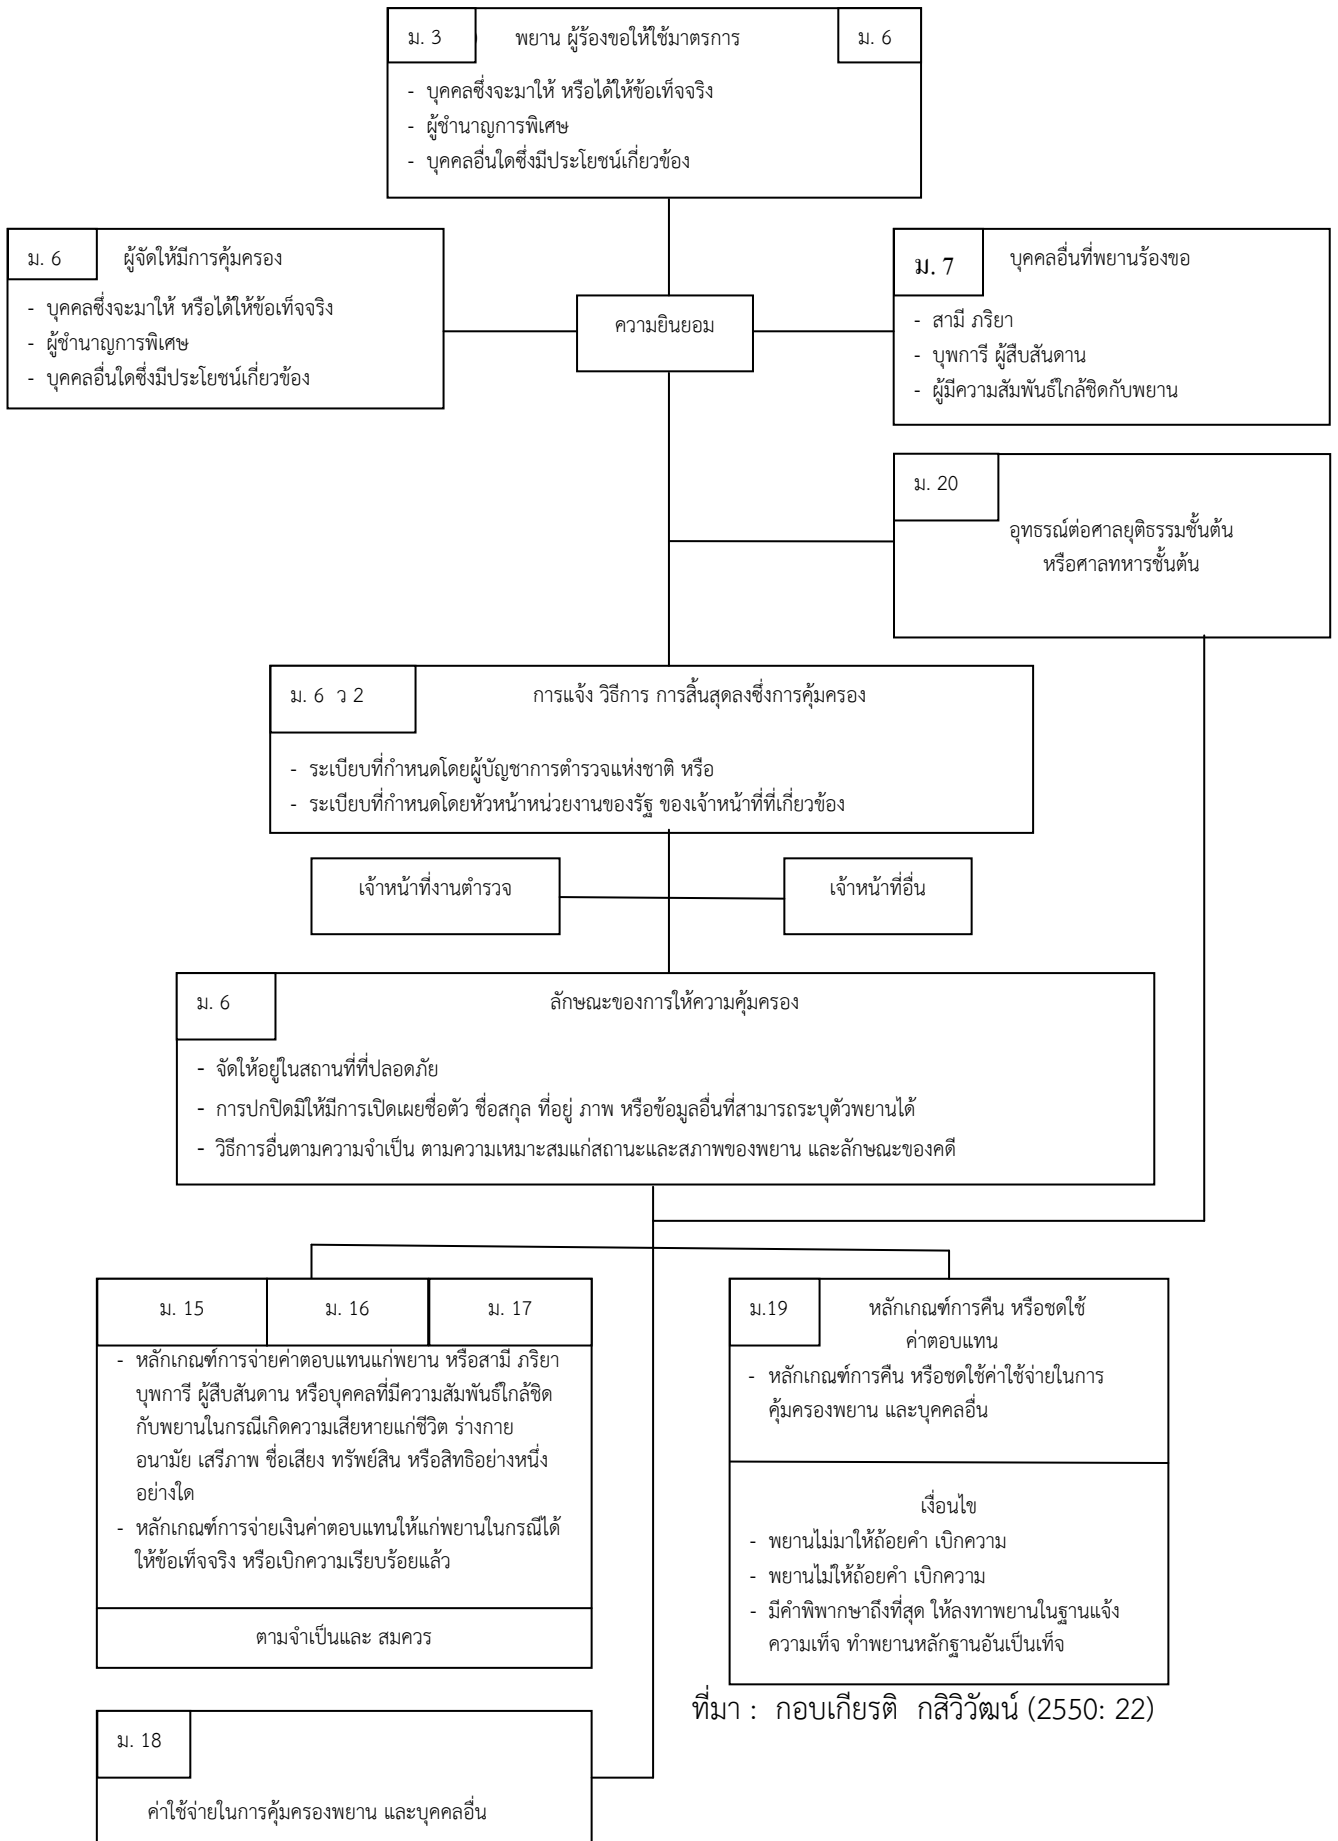 ม. 3 ) พยาน ผู้ร้องขอให้ใช้มาตรการ ม. 6
- บุคคลซึ่งจะมาให้ หรือได้ให้ข้อเท็จจริง
- ผู้ชำนาญการพิเศษ
- บุคคลอื่นใดซึ่งมีประโยชน์เกี่ยวข้อง
ม. 6 ผู้จัดให้มีการคุ้มครอง
- บุคคลซึ่งจะมาให้ หรือได้ให้ข้อเท็จจริง
- ผู้ชำนาญการพิเศษ
- บุคคลอื่นใดซึ่งมีประโยชน์เกี่ยวข้อง
ความยินยอม
ม. 7 บุคคลอื่นที่พยานร้องขอ
- สามี ภริยา
- บุพการี ผู้สืบสันดาน
- ผู้มีความสัมพันธ์ใกล้ชิดกับพยาน
ม. 20
อุทธรณ์ต่อศาลยุติธรรมชั้นต้น
หรือศาลทหารชั้นต้น
ม. 6 ว 2 การแจ้ง วิธีการ การสิ้นสุดลงซึ่งการคุ้มครอง
- ระเบียบที่กำหนดโดยผู้บัญชาการตำรวจแห่งชาติ หรือ
- ระเบียบที่กำหนดโดยหัวหน้าหน่วยงานของรัฐ ของเจ้าหน้าที่ที่เกี่ยวข้อง
เจ้าหน้าที่งานตำรวจ
เจ้าหน้าที่อื่น
ม. 6 ลักษณะของการให้ความคุ้มครอง
- จัดให้อยู่ในสถานที่ที่ปลอดภัย
- การปกปิดมิให้มีการเปิดเผยชื่อตัว ชื่อสกุล ที่อยู่ ภาพ หรือข้อมูลอื่นที่สามารถระบุตัวพยานได้
- วิธีการอื่นตามความจำเป็น ตามความเหมาะสมแก่สถานะและสภาพของพยาน และลักษณะของคดี
ม. 15 ม. 16 ม. 17
- หลักเกณฑ์การจ่ายค่าตอบแทนแก่พยาน หรือสามี ภริยา
บุพการี ผู้สืบสันดาน หรือบุคคลที่มีความสัมพันธ์ใกล้ชิด
กับพยานในกรณีเกิดความเสียหายแก่ชีวิต ร่างกาย
อนามัย เสรีภาพ ชื่อเสียง ทรัพย์สิน หรือสิทธิอย่างหนึ่ง
อย่างใด
- หลักเกณฑ์การจ่ายเงินค่าตอบแทนให้แก่พยานในกรณีได้
ให้ข้อเท็จจริง หรือเบิกความเรียบร้อยแล้ว
ตามจำเป็นและ สมควร
ม.19 หลักเกณฑ์การคืน หรือชดใช้
ค่าตอบแทน
- หลักเกณฑ์การคืน หรือชดใช้ค่าใช้จ่ายในการ
คุ้มครองพยาน และบุคคลอื่น
เงื่อนไข
- พยานไม่มาให้ถ้อยคำ เบิกความ
- พยานไม่ให้ถ้อยคำ เบิกความ
- มีคำพิพากษาถึงที่สุด ให้ลงทาพยานในฐานแจ้ง
ความเท็จ ทำพยานหลักฐานอันเป็นเท็จ
ที่มา : กอบเกียรติ กสิวิวัฒน์ (2550: 22)
ม. 18
ค่าใช้จ่ายในการคุ้มครองพยาน และบุคคลอื่น